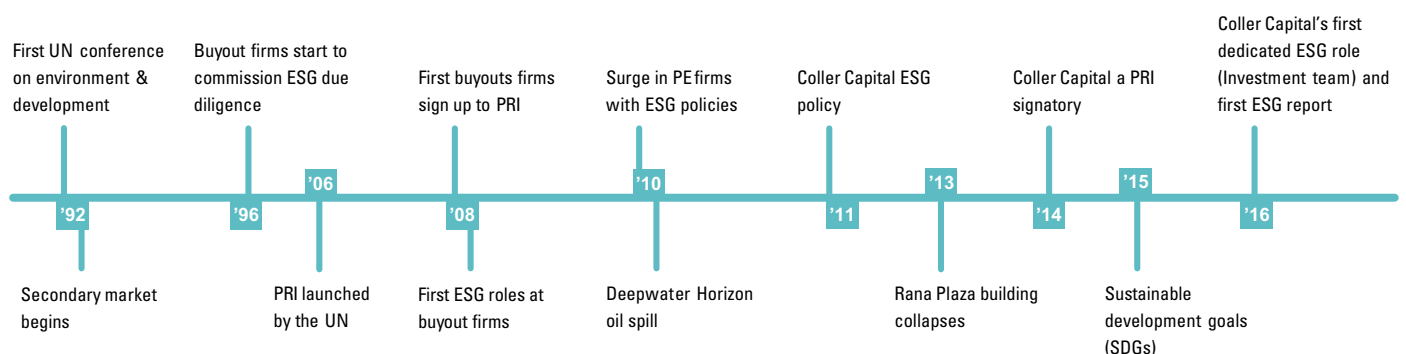 First UN conference
on environment &
development
Buyout firms start to
commission ESG due
diligence
First buyouts firms
sign up to PRI
Surge in PE firms
with ESG policies
Coller Capital ESG
policy
Coller Capital a PRI
signatory
Coller Capital’s first
dedicated ESG role
(Investment team) and
first ESG report
’92
’96
’06
’08
’10
’11
’13
’14
’15
’16
Secondary market
begins
PRI launched
by the UN
First ESG roles at
buyout firms
Deepwater Horizon
oil spill
Rana Plaza building
collapses
Sustainable
development goals
(SDGs)